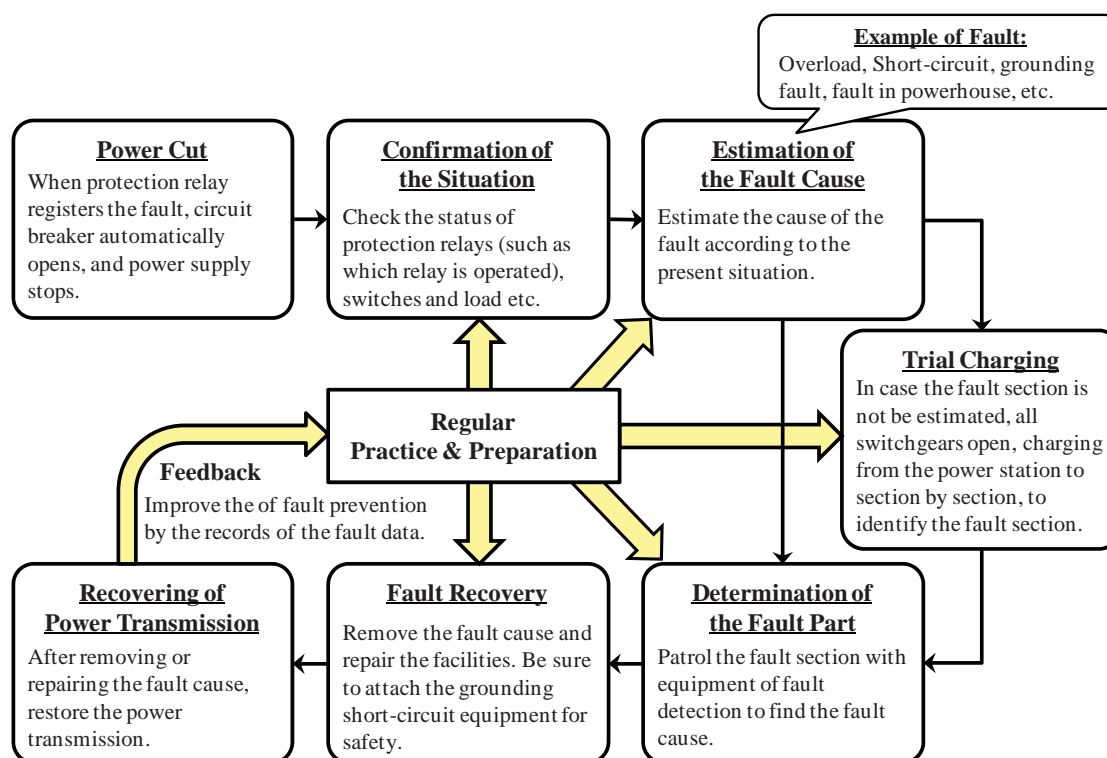 Example of Fault:
Overload, Short-circuit, grounding
fault, fault in powerhouse, etc.
Power Cut
When protection relay
registers the fault, circuit
breaker automatically
opens, and power supply
stops.
Confirmation of
the Situation
Check the status of
protection relays (such as
which relay is operated),
switches and load etc.
Estimation of
the Fault Cause
Estimate the cause of the
fault according to the
present situation.
Trial Charging
In case the fault section is
not be estimated, all
switchgears open, charging
from the power station to
section by section, to
identify the fault section.
Regular
Practice & Preparation
Feedback
Improve the of fault prevention
by the records of the fault data.
Recovering of
Power Transmission
After removing or
repairing the fault cause,
restore the power
transmission.
Fault Recovery
Remove the fault cause and
repair the facilities. Be sure
to attach the grounding
short-circuit equipment for
safety.
Determination of
the Fault Part
Patrol the fault section with
equipment of fault
detection to find the fault
cause.